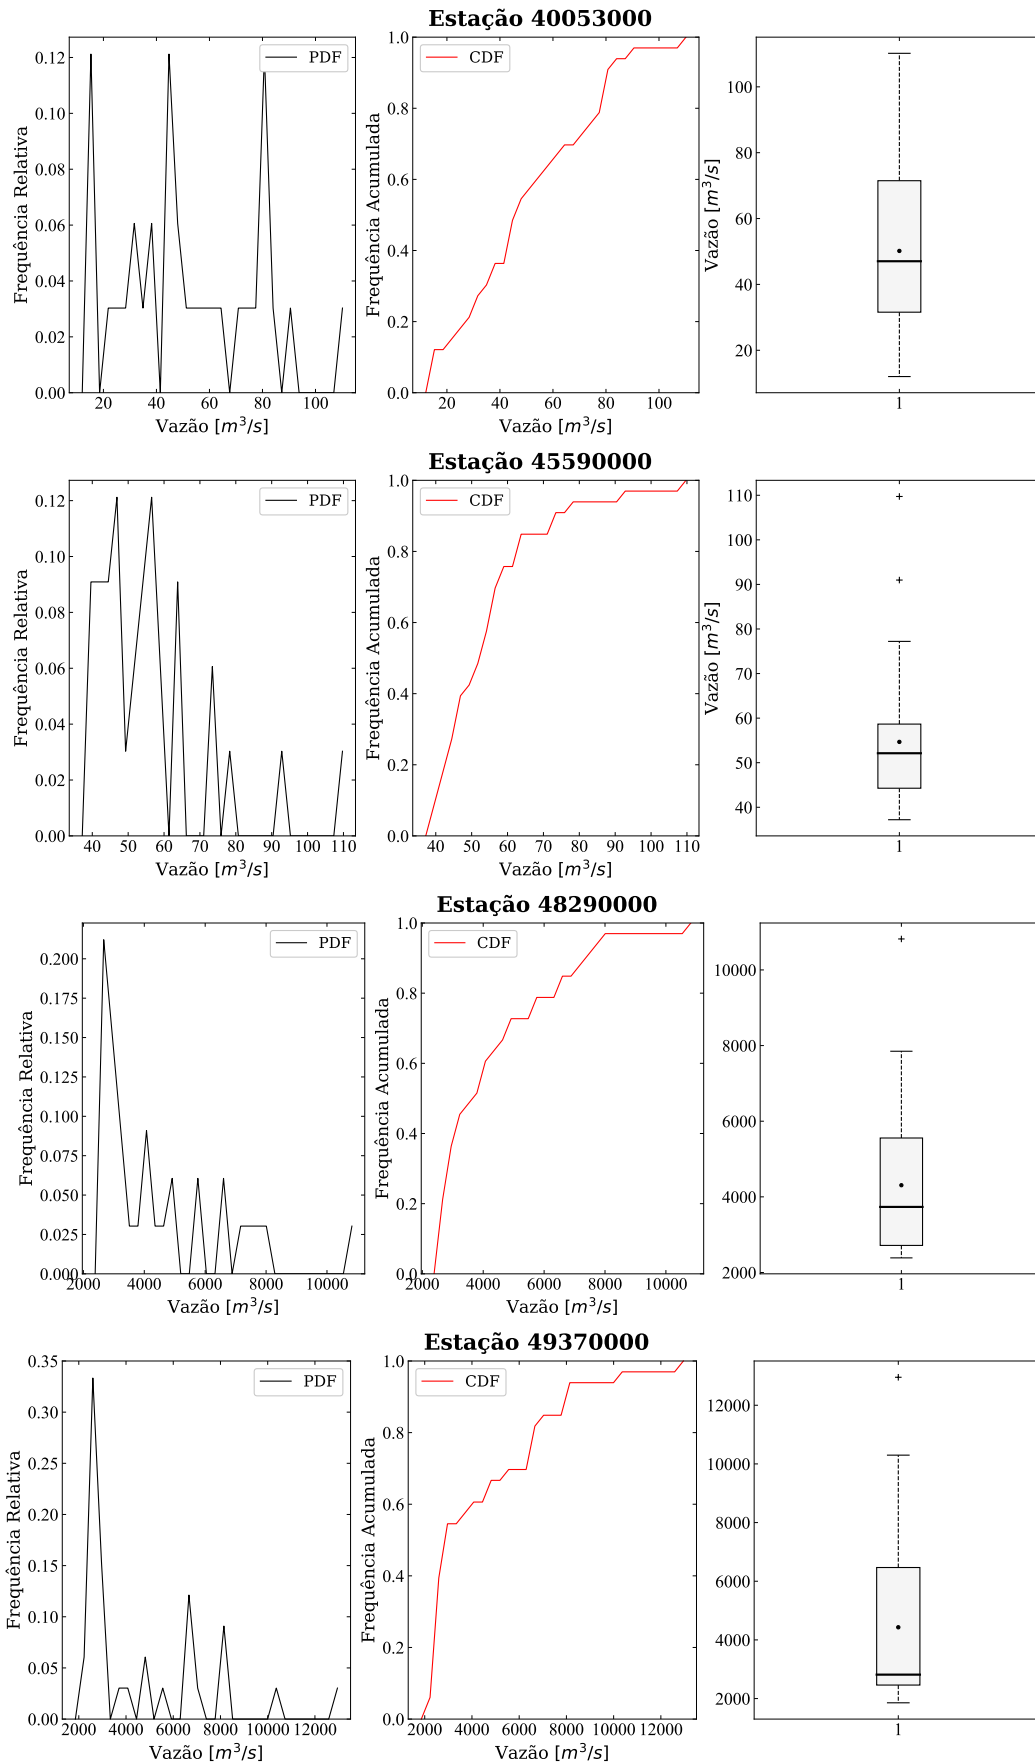 Estação 40053000
PDF
CDF
Frequência Relativa
0.12
0.10
0.08
0.06
0.04
0.02
0.00
20 40 60 80 100
Vazão [m³/s]
Frequência Acumulada
1.0
0.8
0.6
0.4
0.2
0.0
20 40 60 80 100
Vazão [m³/s]
Vazão [m³/s]
100
80
60
40
20
1
Estação 45590000
PDF
CDF
Frequência Relativa
0.12
0.10
0.08
0.06
0.04
0.02
0.00
40 50 60 70 80 90 100 110
Vazão [m³/s]
Frequência Acumulada
1.0
0.8
0.6
0.4
0.2
0.0
40 50 60 70 80 90 100 110
Vazão [m³/s]
Vazão [m³/s]
110
100
90
80
70
60
50
40
1
Estação 48290000
PDF
CDF
Frequência Relativa
0.200
0.175
0.150
0.125
0.100
0.075
0.050
0.025
0.000
2000 4000 6000 8000 10000
Vazão [m³/s]
Frequência Acumulada
1.0
0.8
0.6
0.4
0.2
0.0
2000 4000 6000 8000 10000
Vazão [m³/s]
10000
8000
6000
4000
2000
1
Estação 49370000
PDF
CDF
Frequência Relativa
0.35
0.30
0.25
0.20
0.15
0.10
0.05
0.00
2000 4000 6000 8000 10000 12000
Vazão [m³/s]
Frequência Acumulada
1.0
0.8
0.6
0.4
0.2
0.0
2000 4000 6000 8000 10000 12000
Vazão [m³/s]
12000
10000
8000
6000
4000
2000
1